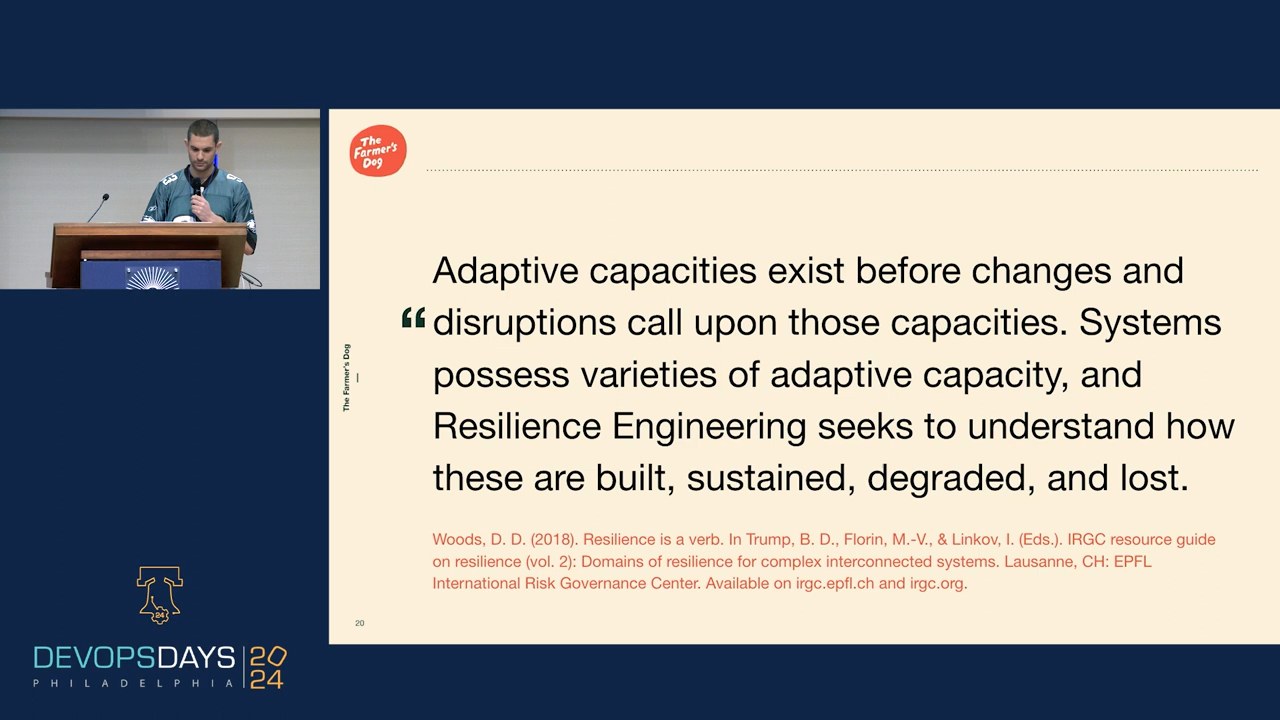 The
Farmer's
Dog
Adaptive capacities exist before changes and
“disruptions call upon those capacities. Systems
possess varieties of adaptive capacity, and
Resilience Engineering seeks to understand how
these are built, sustained, degraded, and lost.
Woods, D. D. (2018). Resilience is a verb. In Trump, B. D., Florin, M.-V., & Linkov, I. (Eds.). IRGC resource guide
on resilience (vol. 2): Domains of resilience for complex interconnected systems. Lausanne, CH: EPFL
International Risk Governance Center. Available on irgc.epfl.ch and irgc.org.
The Farmer's Dog —
20
24
DEVOPSDAYS
PHILADELPHIA
20
24